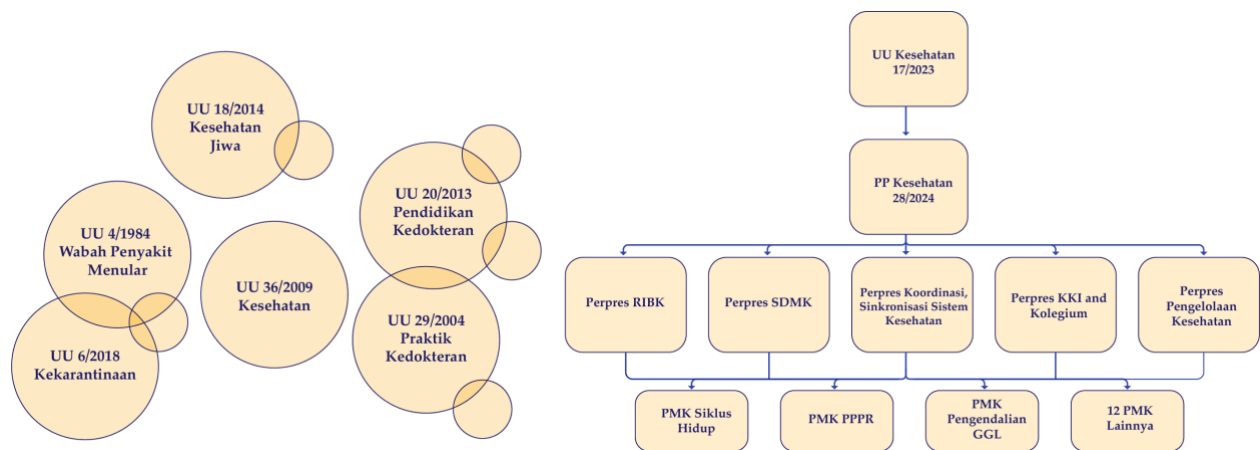 UU 18/2014
Kesehatan
Jiwa
UU 20/2013
Pendidikan
Kedokteran
UU 4/1984
Wabah Penyakit
Menular
UU 36/2009
Kesehatan
UU 29/2004
Praktik
Kedokteran
UU 6/2018
Kekarantinaan
UU Kesehatan
17/2023
PP Kesehatan
28/2024
Perpres RIBK
Perpres SDMK
Perpres Koordinasi,
Sinkronisasi Sistem
Kesehatan
Perpres KKI and
Kolegium
Perpres
Pengelolaan
Kesehatan
PMK Siklus
Hidup
PMK PPPR
PMK
Pengendalian
GGL
12 PMK
Lainnya